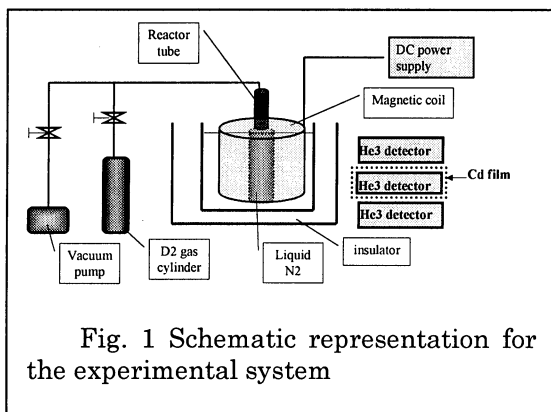 Reactor
tube
DC power
supply
Magnetic coil
He3 detector
He3 detector
Cd film
He3 detector
Vacuum
pump
D2 gas
cylinder
Liquid
N2
insulator
Fig. 1 Schematic representation for
the experimental system